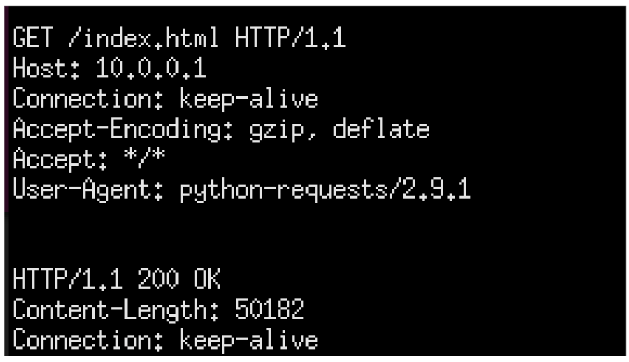 GET /index.html HTTP/1.1
Host: 10.0.0.1
Connection: keep-alive
Accept-Encoding: gzip, deflate
Accept: */*
User-Agent: python-requests/2.9.1
HTTP/1.1 200 OK
Content-Length: 50182
Connection: keep-alive